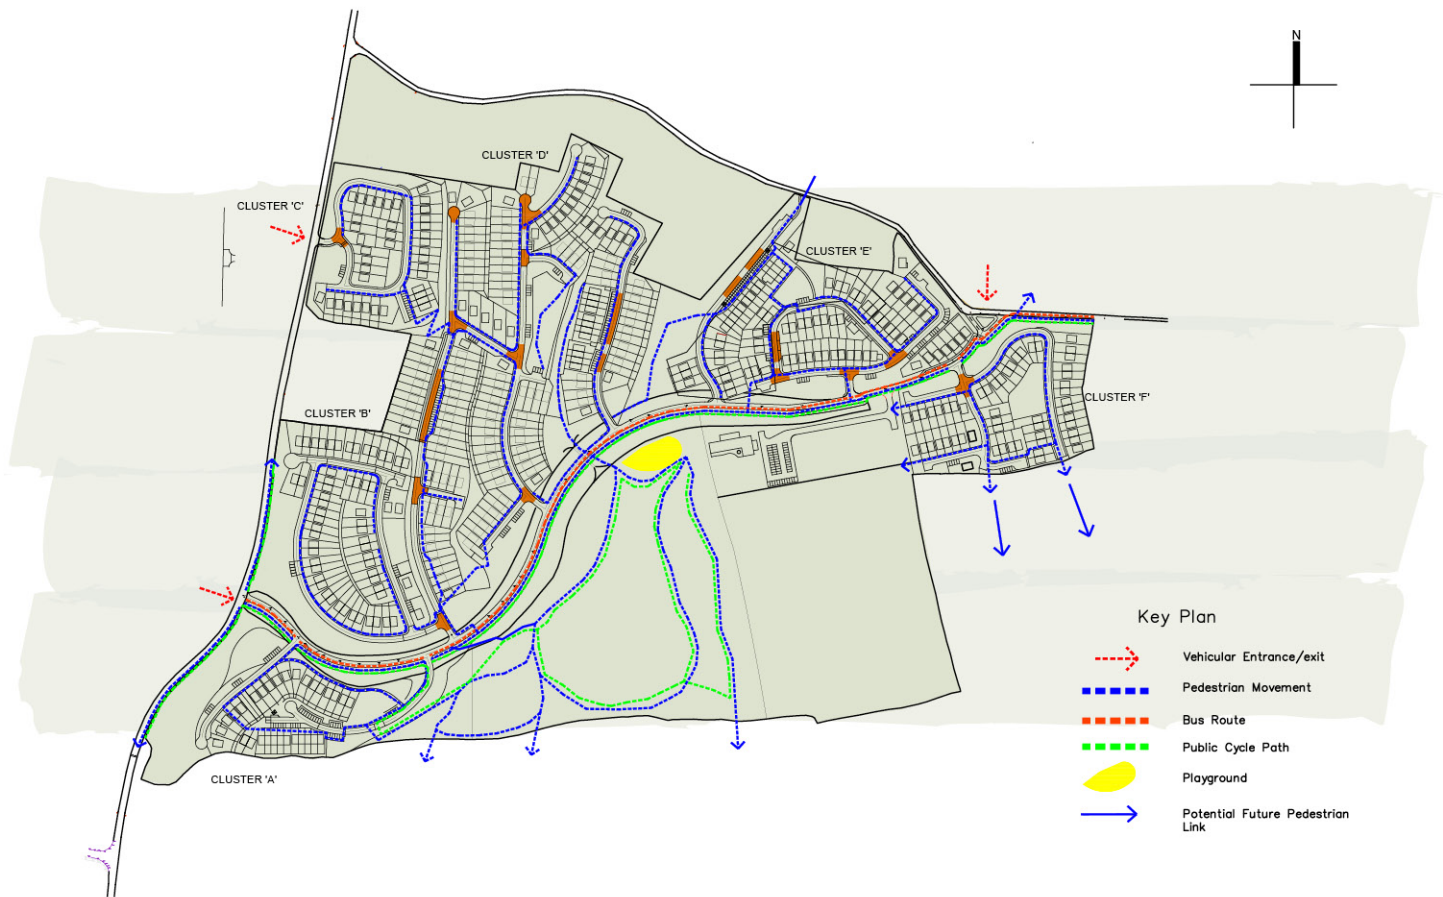 N
CLUSTER 'D'
CLUSTER 'C'
CLUSTER 'E'
CLUSTER 'F'
CLUSTER 'B'
CLUSTER 'A'
Key Plan
Vehicular Entrance/exit
Pedestrian Movement
Bus Route
Public Cycle Path
Playground
Potential Future Pedestrian
Link